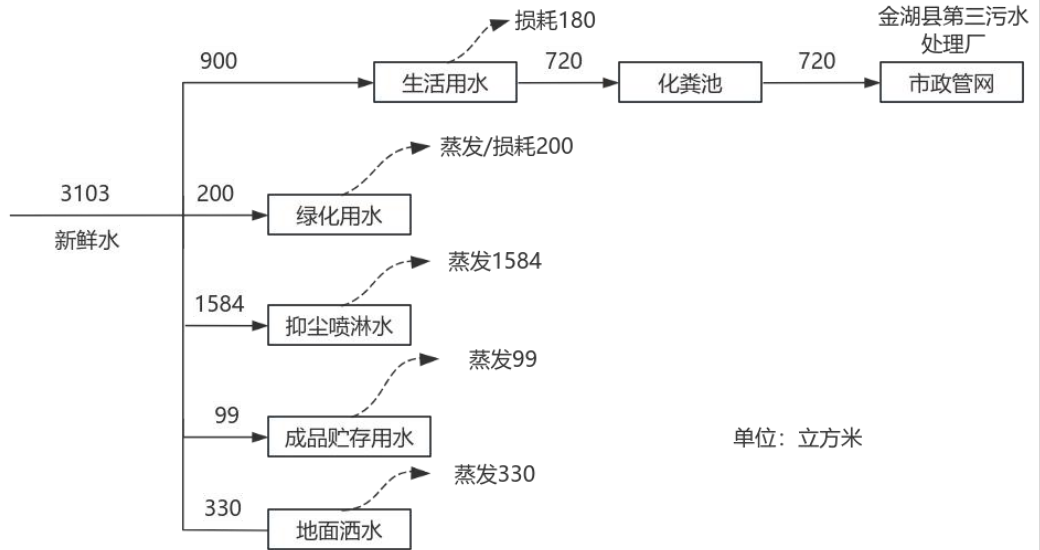 金湖县第三污水
处理厂
损耗180
900
生活用水
720
化粪池
720
市政管网
蒸发/损耗200
3103
新鲜水
200
绿化用水
蒸发1584
1584
抑尘喷淋水
蒸发99
99
成品贮存用水
单位：立方米
蒸发330
330
地面洒水